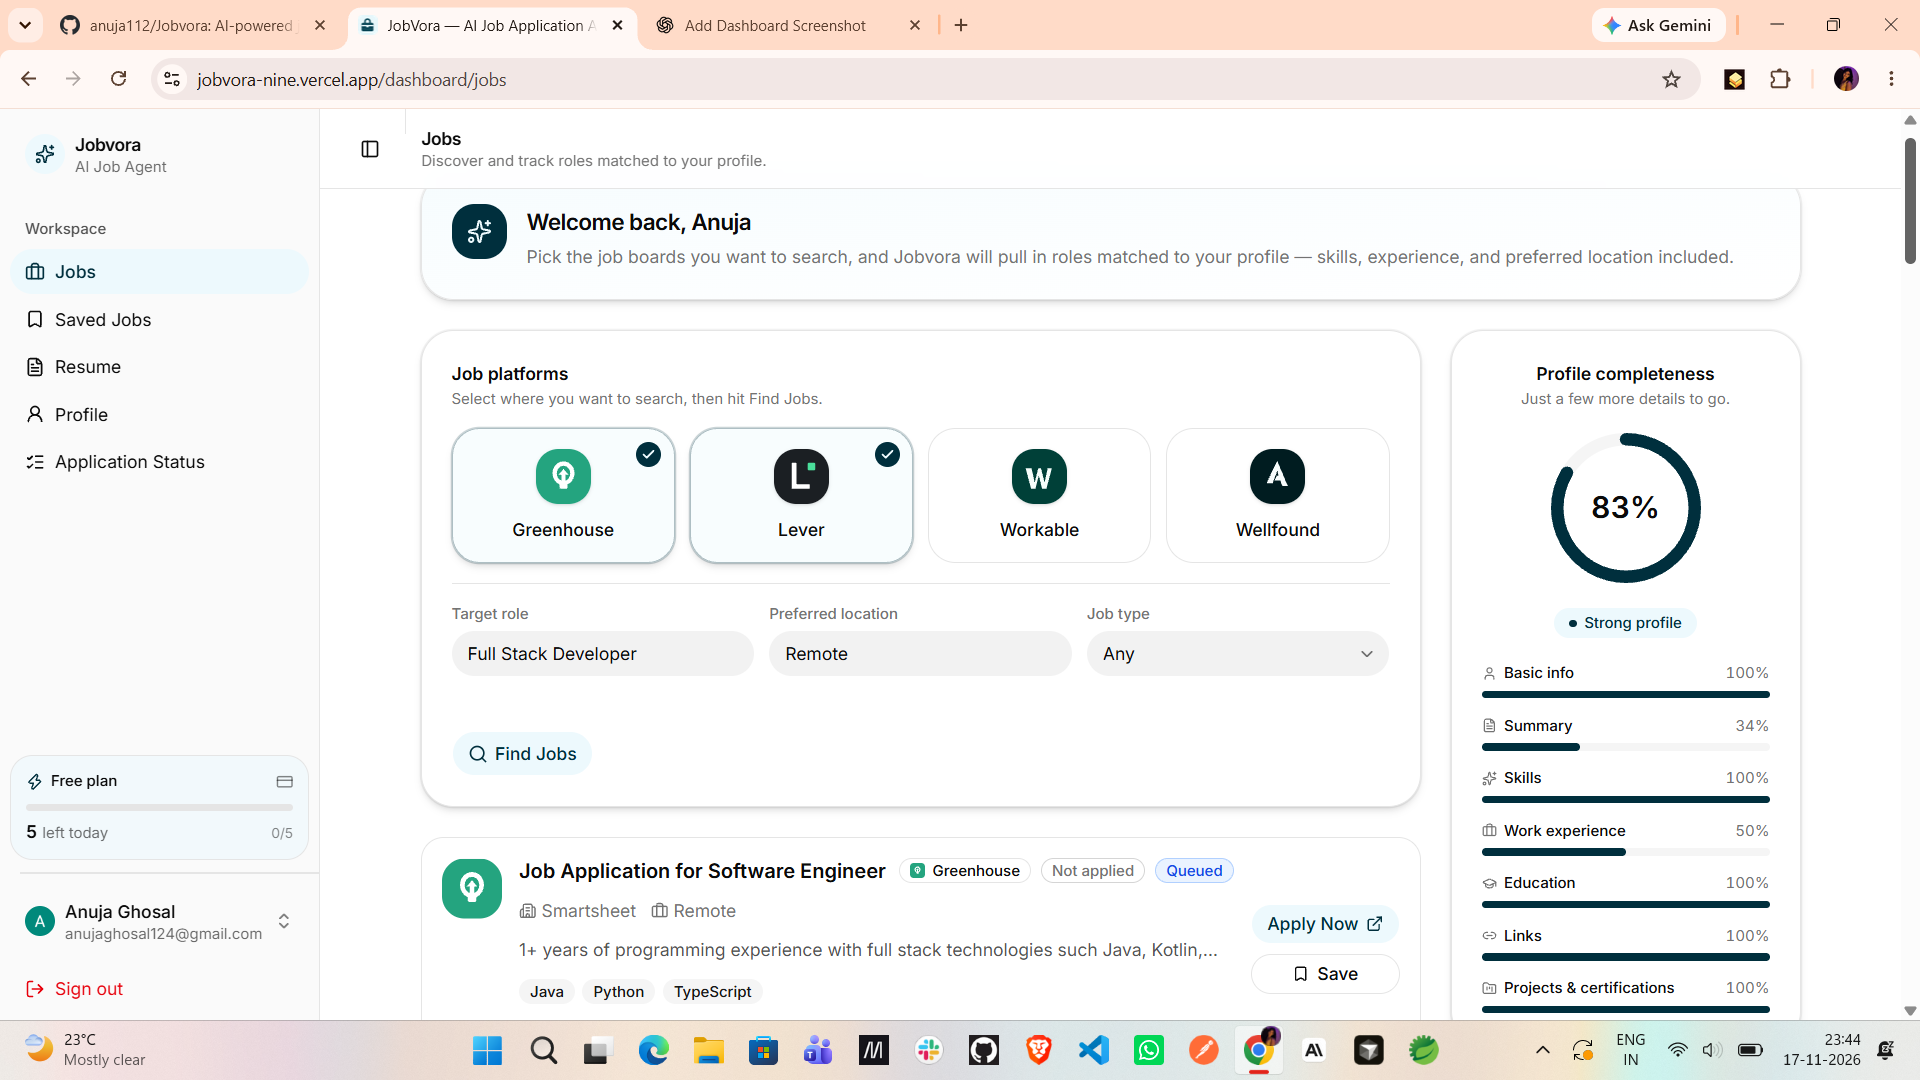 anuja112/Jobvora: AI-powered
JobVora — AI Job Application A
Add Dashboard Screenshot
Ask Gemini
jobvora-nine.vercel.app/dashboard/jobs
Jobvora
AI Job Agent
Workspace
Jobs
Saved Jobs
Resume
Profile
Application Status
Free plan
5 left today
0/5
A
Anuja Ghosal
anujaghosal124@gmail.com
Sign out
Jobs
Discover and track roles matched to your profile.
Welcome back, Anuja
Pick the job boards you want to search, and Jobvora will pull in roles matched to your profile — skills, experience, and preferred location included.
Job platforms
Select where you want to search, then hit Find Jobs.
Greenhouse
L
Lever
W
Workable
A
Wellfound
Target role
Preferred location
Job type
Full Stack Developer
Remote
Any
Find Jobs
Job Application for Software Engineer
Greenhouse
Not applied
Queued
Smartsheet
Remote
1+ years of programming experience with full stack technologies such Java, Kotlin,...
Java
Python
TypeScript
Apply Now
Save
Profile completeness
Just a few more details to go.
83%
Strong profile
Basic info 100%
Summary 34%
Skills 100%
Work experience 50%
Education 100%
Links 100%
Projects & certifications 100%
23°C
Mostly clear
ENG
IN
23:44
17-11-2026